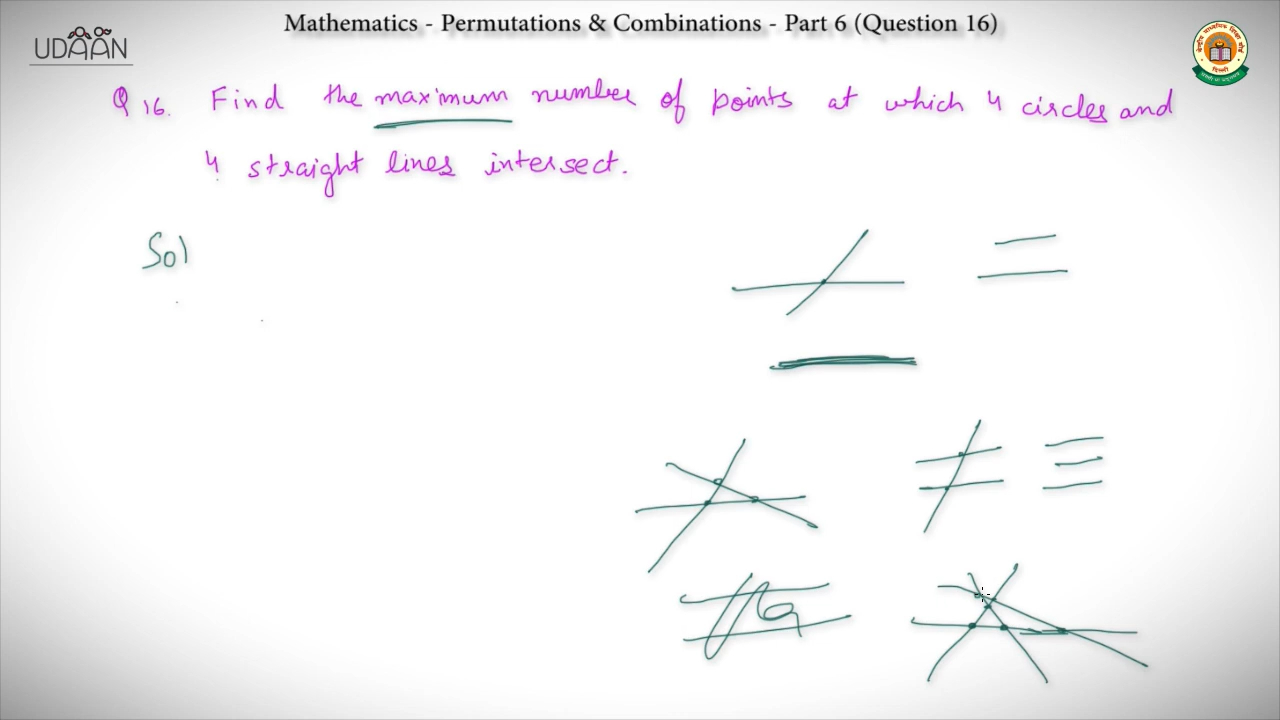 Mathematics - Permutations & Combinations - Part 6 (Question 16)
UDAAN
Q 16. Find the maximum number of points at which 4 circles and
4 straight lines intersect.
Sol